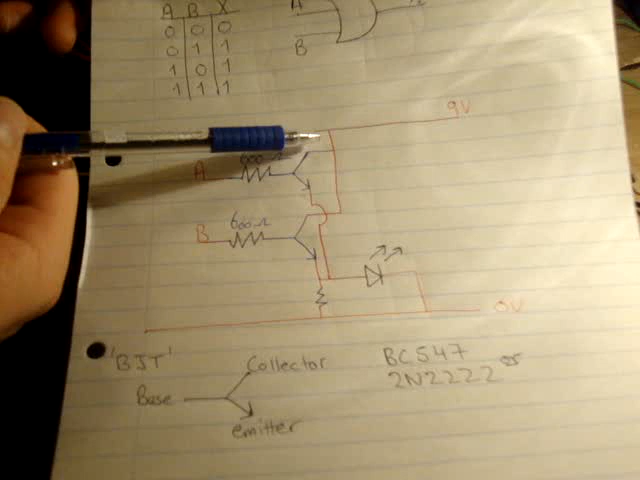 A B X
0 0 0
0 1 1
1 0 1
1 1 1
A
B
9V
A 600Ω
B 600Ω
0V
'BJT'
Collector
Base
emitter
BC547
2N2222 or